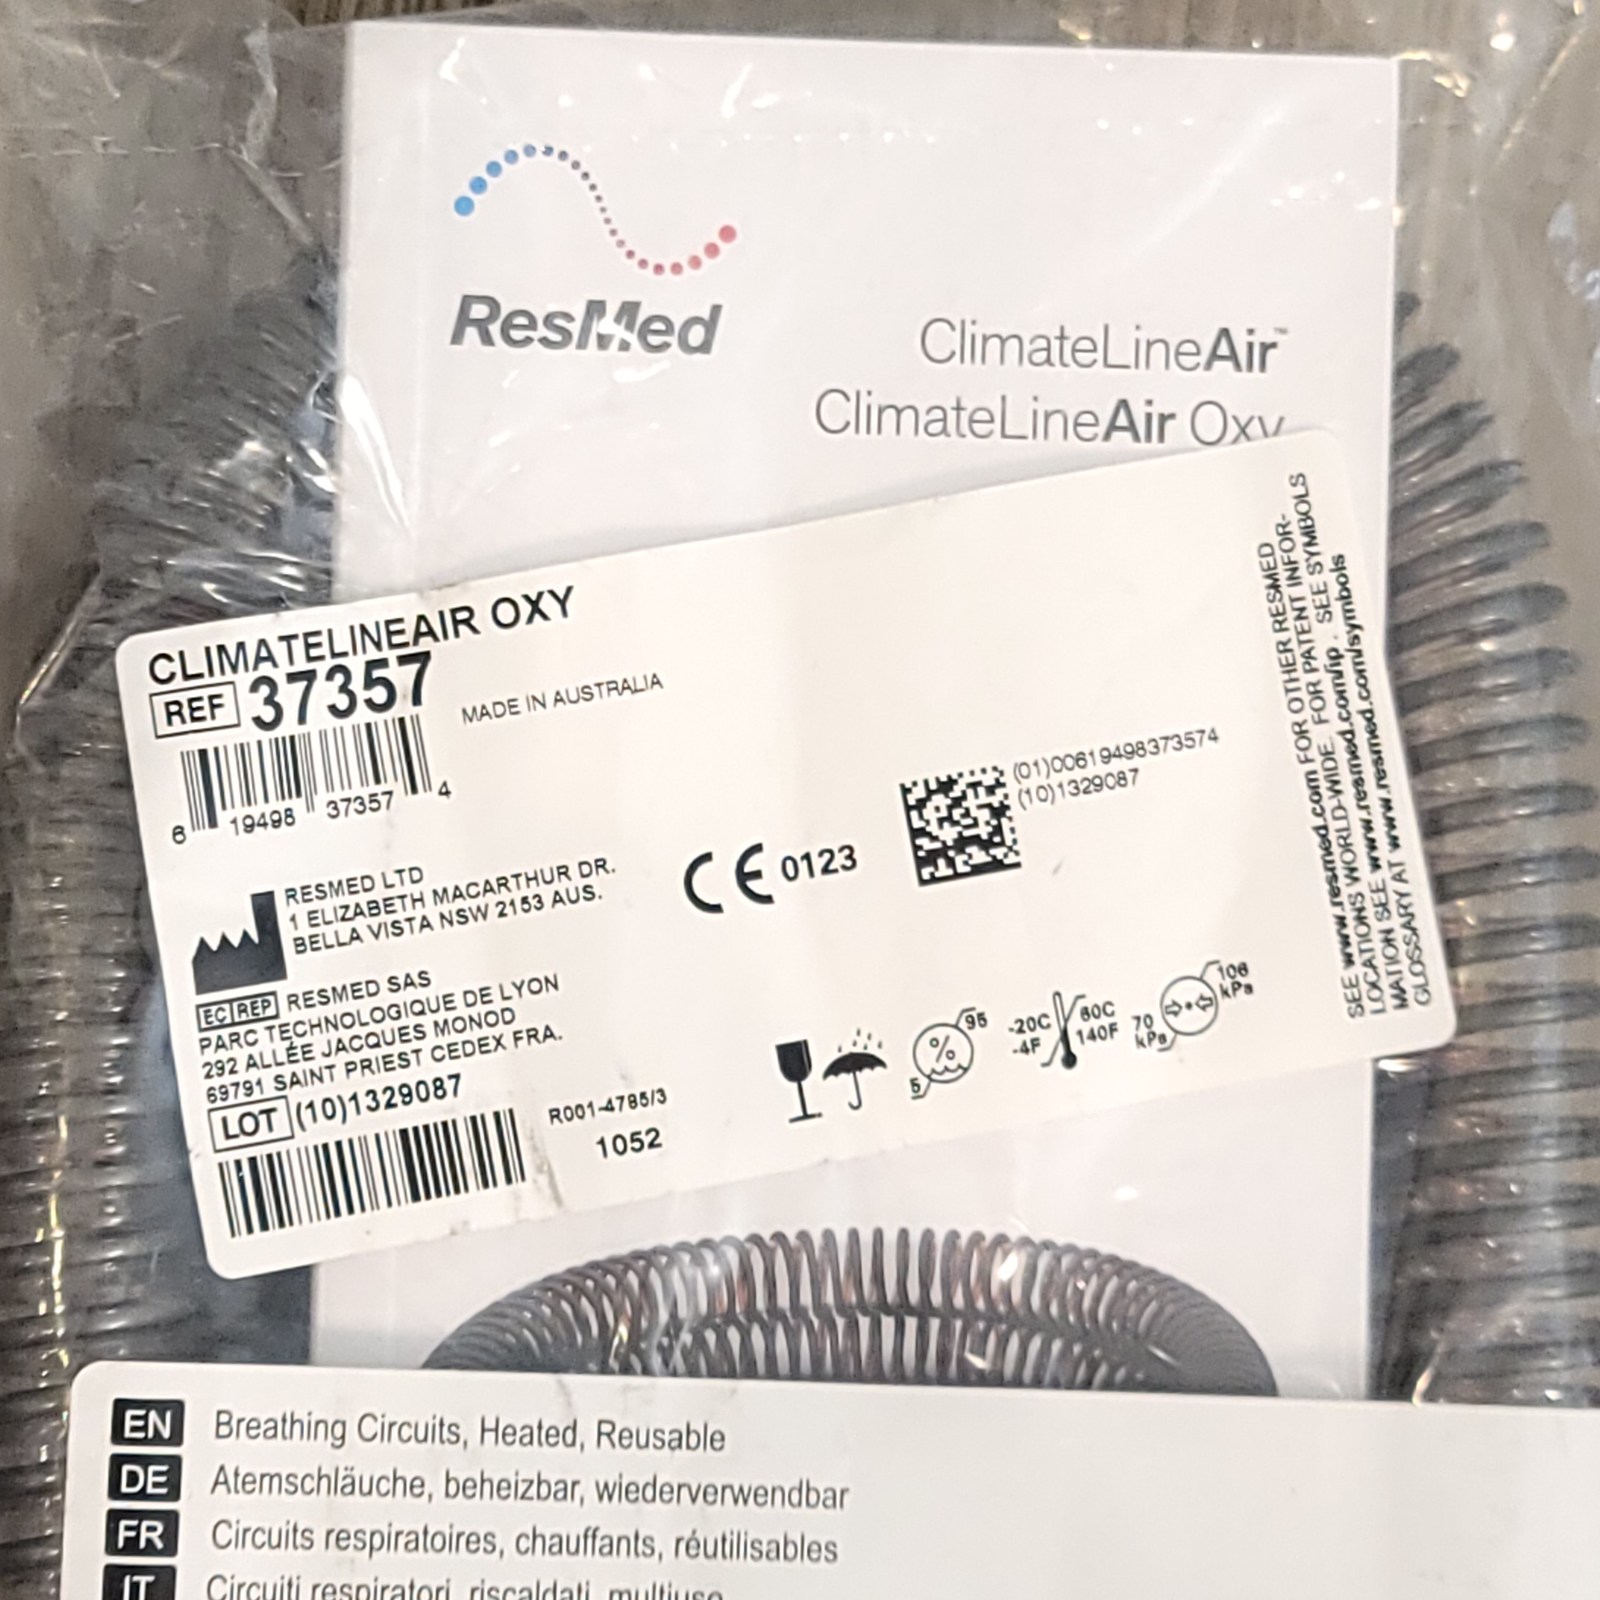 ResMed
ClimateLineAir™
ClimateLineAir Oxy
CLIMATELINEAIR OXY
REF 37357
MADE IN AUSTRALIA
6 19498 37357 4
(01)00619498373574
(10)1329087
RESMED LTD
1 ELIZABETH MACARTHUR DR.
BELLA VISTA NSW 2153 AUS.
CE 0123
EC REP RESMED SAS
PARC TECHNOLOGIQUE DE LYON
292 ALLÉE JACQUES MONOD
69791 SAINT PRIEST CEDEX FRA.
LOT (10)1329087
R001-4785/3
1052
% 95
5
-20C 60C
-4F 140F
70 kPa
106 kPa
SEE www.resmed.com FOR OTHER RESMED
LOCATIONS WORLD-WIDE. FOR PATENT INFOR-
MATION SEE www.resmed.com/ip. SEE SYMBOLS
GLOSSARY AT www.resmed.com/symbols
EN Breathing Circuits, Heated, Reusable
DE Atemschläuche, beheizbar, wiederverwendbar
FR Circuits respiratoires, chauffants, réutilisables
IT Circuiti respiratori, riscaldati, multiuso